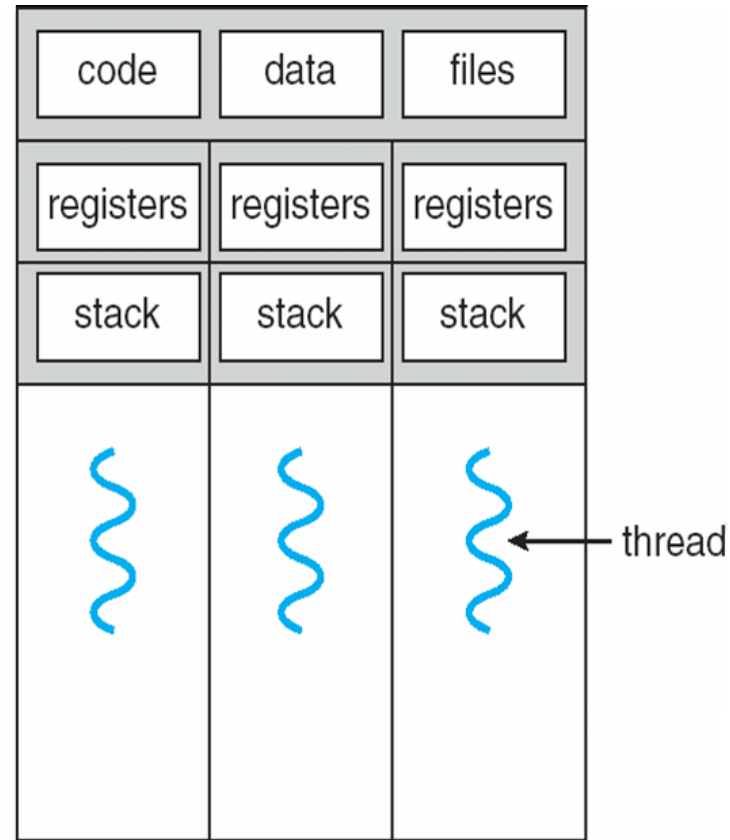 code data files
registers registers registers
stack stack stack
thread